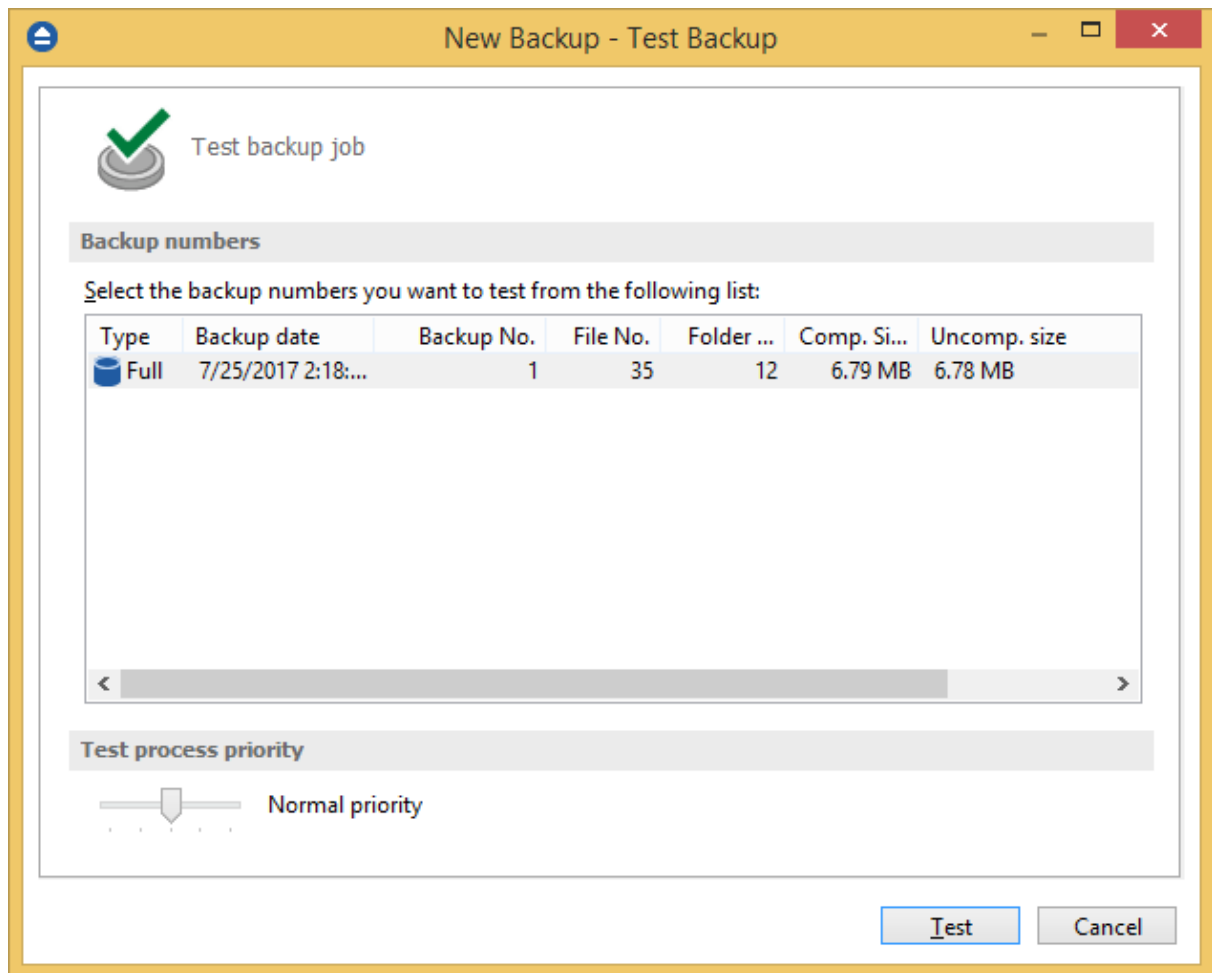 New Backup - Test Backup
Test backup job
Backup numbers
Select the backup numbers you want to test from the following list:
Type Backup date Backup No. File No. Folder ... Comp. Si... Uncomp. size
Full 7/25/2017 2:18:... 1 35 12 6.79 MB 6.78 MB
Test process priority
Normal priority
Test Cancel